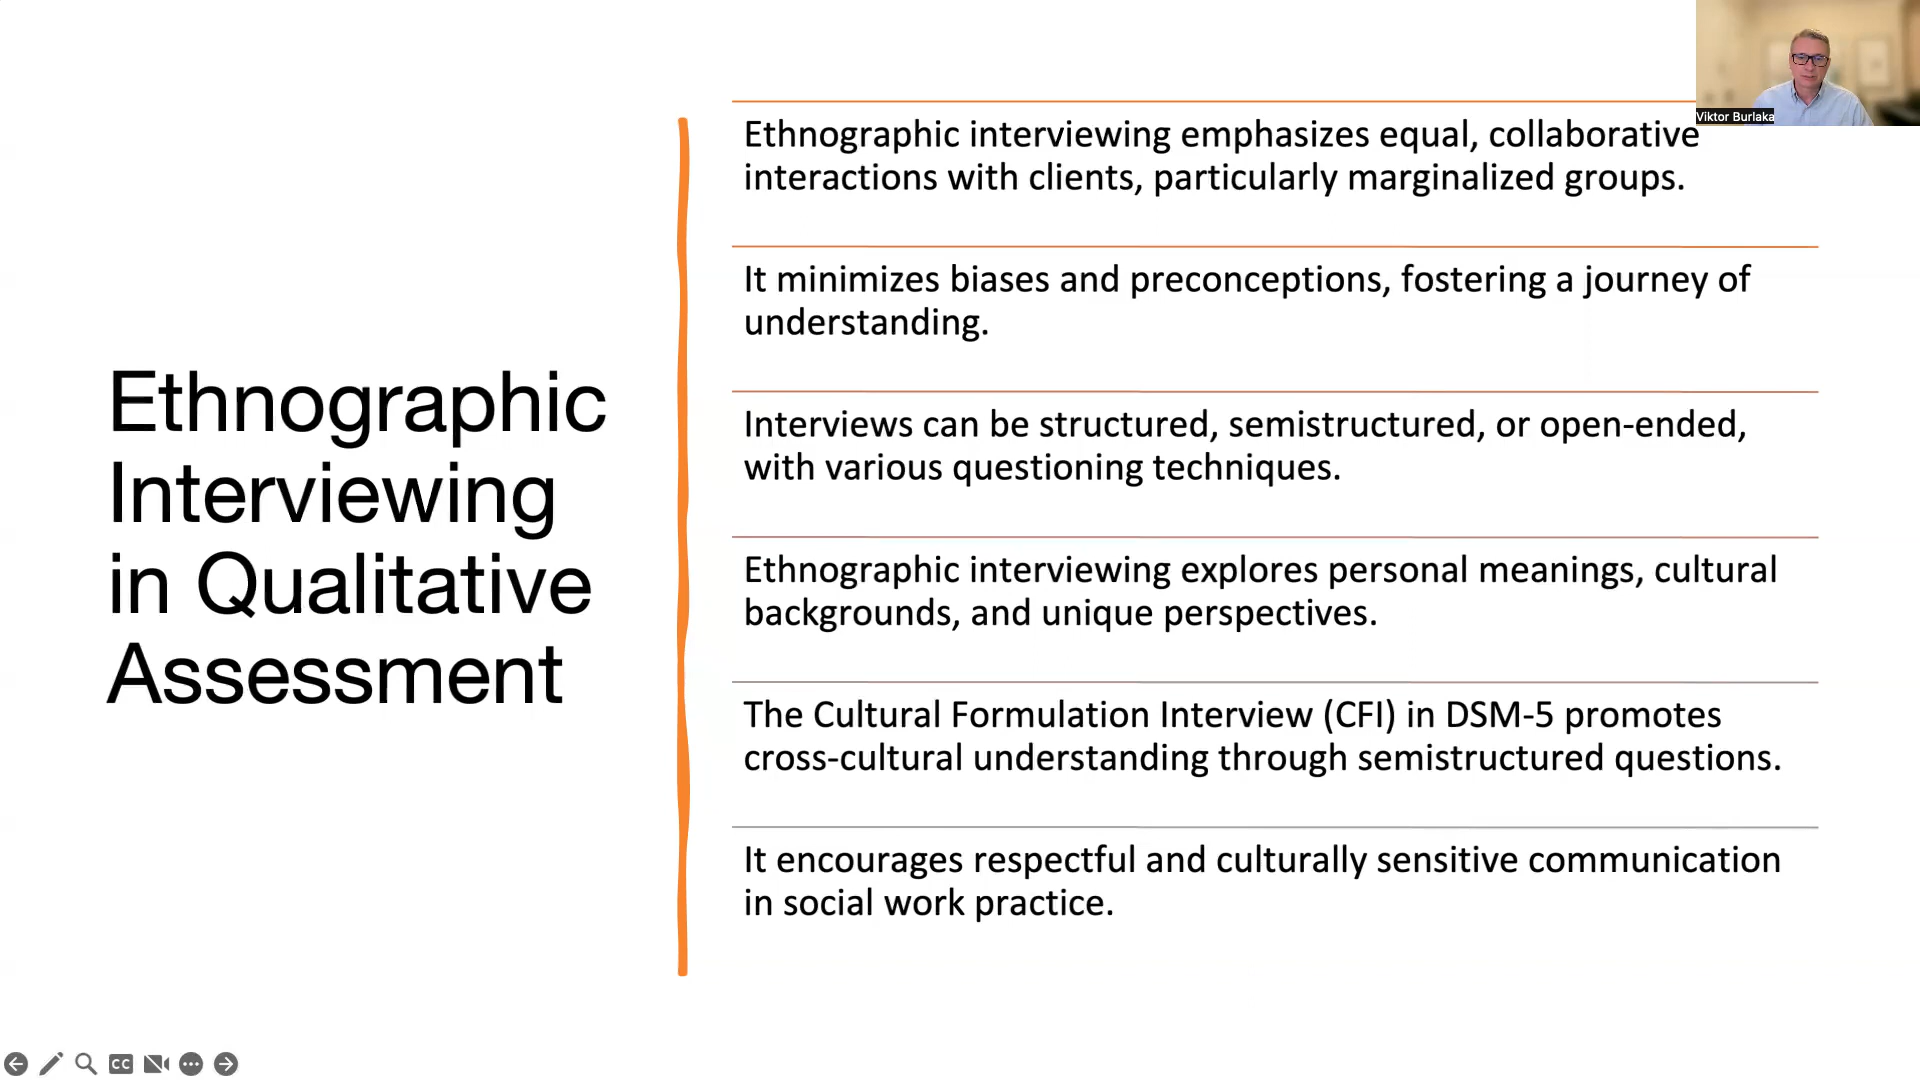 Ethnographic
Interviewing
in Qualitative
Assessment
Ethnographic interviewing emphasizes equal, collaborative
interactions with clients, particularly marginalized groups.
It minimizes biases and preconceptions, fostering a journey of
understanding.
Interviews can be structured, semistructured, or open-ended,
with various questioning techniques.
Ethnographic interviewing explores personal meanings, cultural
backgrounds, and unique perspectives.
The Cultural Formulation Interview (CFI) in DSM-5 promotes
cross-cultural understanding through semistructured questions.
It encourages respectful and culturally sensitive communication
in social work practice.
Viktor Burlaka
CC